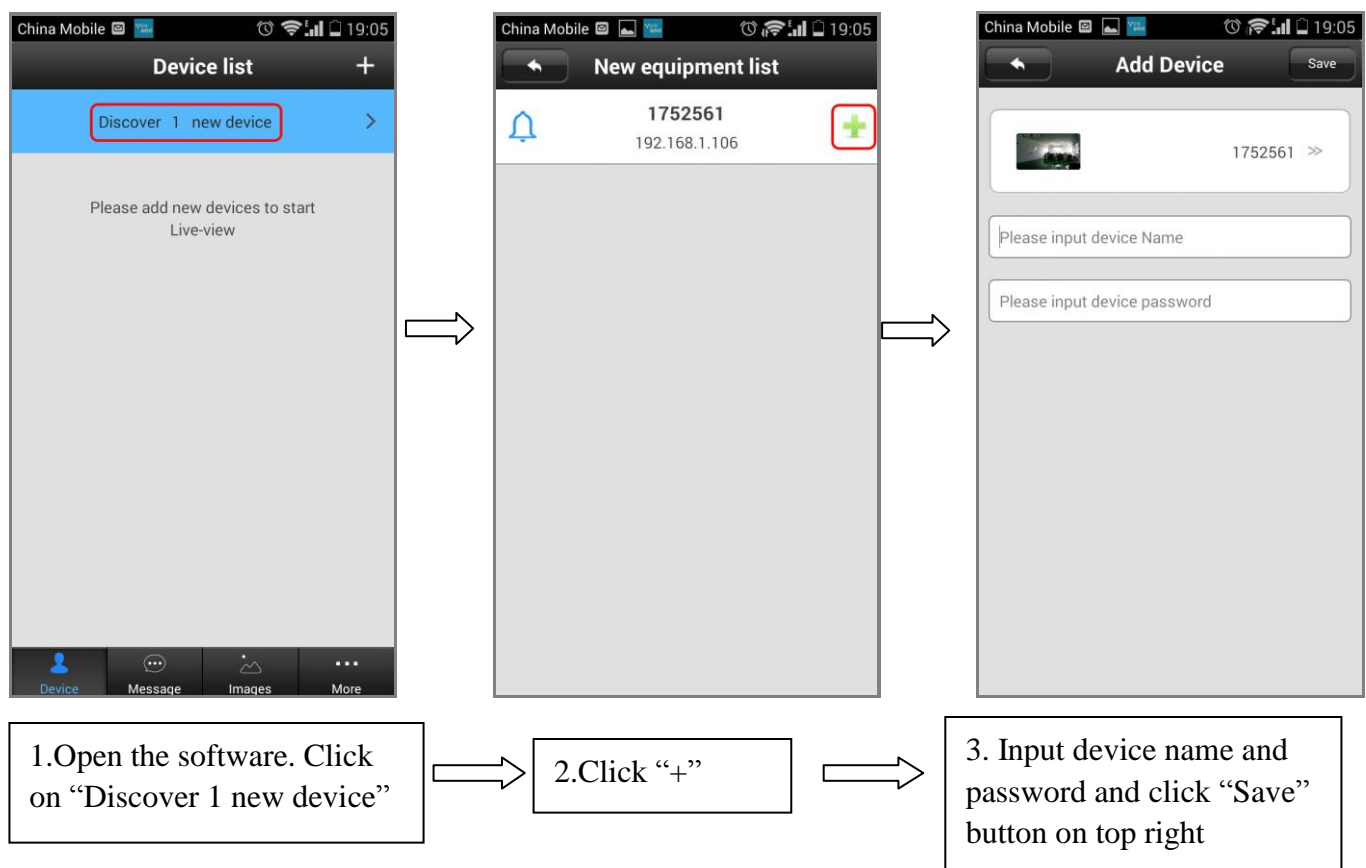 China Mobile 19:05
Device list +
Discover 1 new device >
Please add new devices to start
Live-view
Device Message Images More
China Mobile 19:05
New equipment list
1752561
192.168.1.106
China Mobile 19:05
Add Device Save
1752561 »
Please input device Name
Please input device password
1.Open the software. Click
on “Discover 1 new device”
2.Click “+”
3. Input device name and
password and click “Save”
button on top right